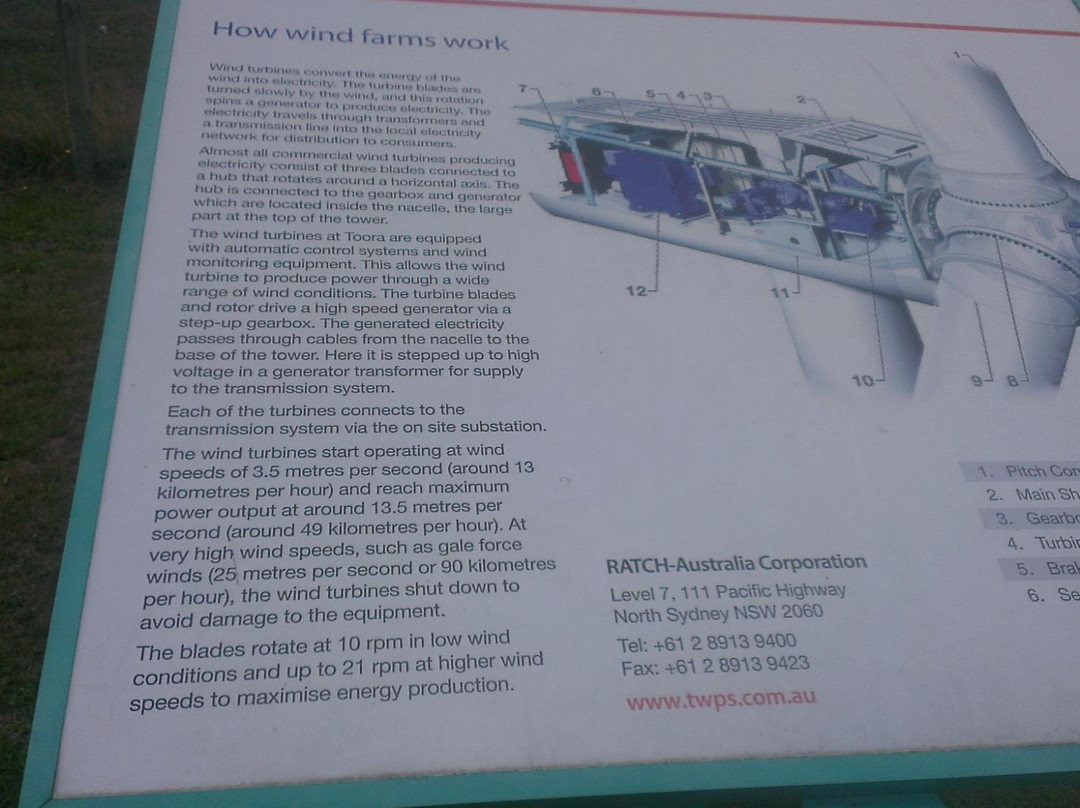 How wind farms work
Wind turbines convert the energy of the
wind into electricity. The turbine blades are
turned slowly by the wind, and this rotation
spins a generator to produce electricity. The
electricity travels through transformers and
a transmission line into the local electricity
network for distribution to consumers.
Almost all commercial wind turbines producing
electricity consist of three blades connected to
a hub that rotates around a horizontal axis. The
hub is connected to the gearbox and generator
which are located inside the nacelle, the large
part at the top of the tower.
The wind turbines at Toora are equipped
with automatic control systems and wind
monitoring equipment. This allows the wind
turbine to produce power through a wide
range of wind conditions. The turbine blades
and rotor drive a high speed generator via a
step-up gearbox. The generated electricity
passes through cables from the nacelle to the
base of the tower. Here it is stepped up to high
voltage in a generator transformer for supply
to the transmission system.
Each of the turbines connects to the
transmission system via the on site substation.
The wind turbines start operating at wind
speeds of 3.5 metres per second (around 13
kilometres per hour) and reach maximum
power output at around 13.5 metres per
second (around 49 kilometres per hour). At
very high wind speeds, such as gale force
winds (25 metres per second or 90 kilometres
per hour), the wind turbines shut down to
avoid damage to the equipment.
The blades rotate at 10 rpm in low wind
conditions and up to 21 rpm at higher wind
speeds to maximise energy production.
1
7 6 5 4 3 2
12 11 10 9 8
RATCH-Australia Corporation
Level 7, 111 Pacific Highway
North Sydney NSW 2060
Tel: +61 2 8913 9400
Fax: +61 2 8913 9423
www.twps.com.au
1. Pitch Con
2. Main Sh
3. Gearbo
4. Turbin
5. Brak
6. Se